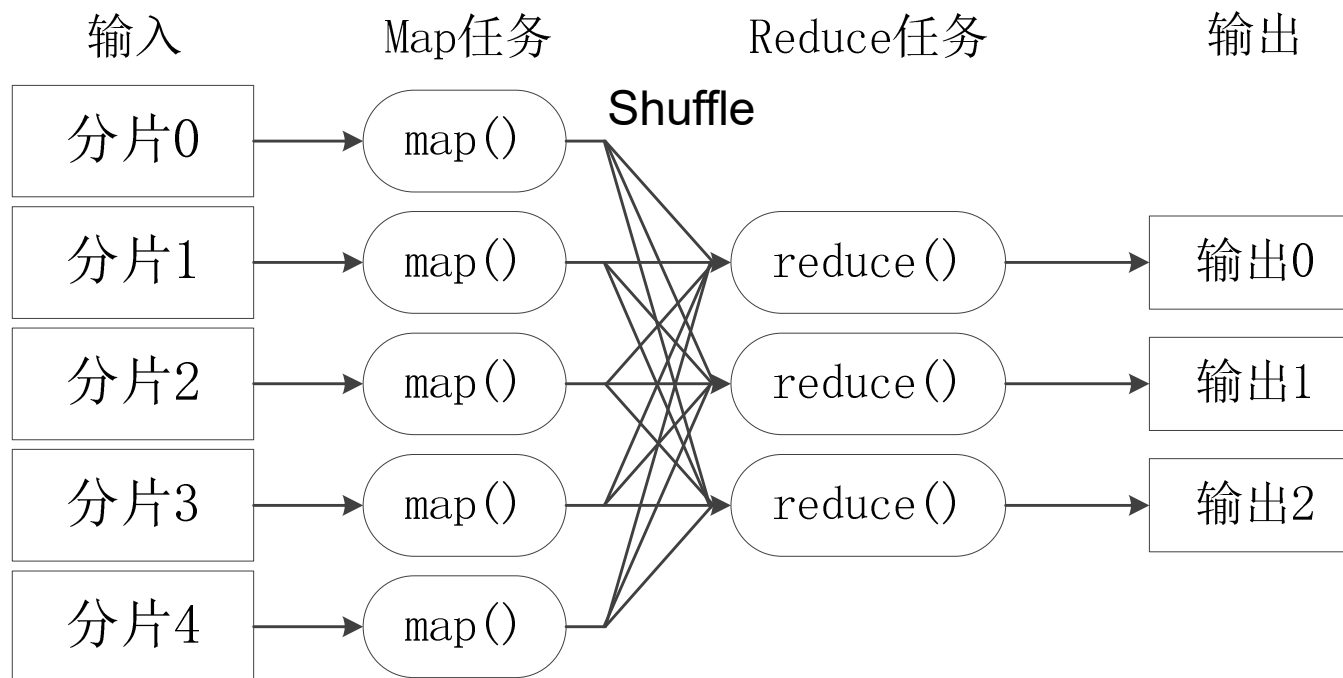 输入 Map任务 Reduce任务 输出
Shuffle
分片0 map()
分片1 map() reduce() 输出0
分片2 map() reduce() 输出1
分片3 map() reduce() 输出2
分片4 map()